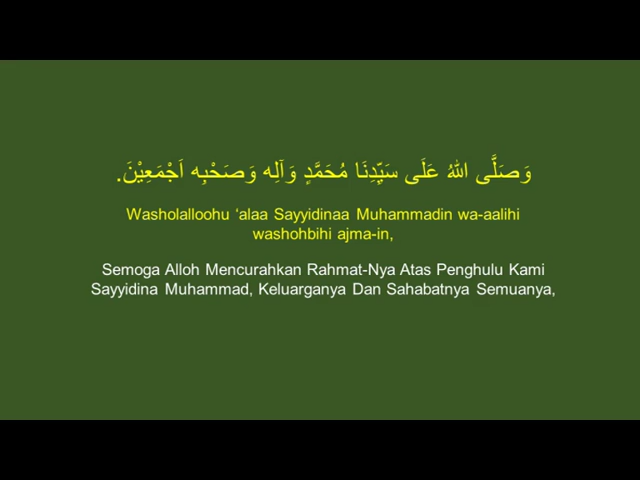 وَصَلَّى اللهُ عَلَى سَيِّدِنَا مُحَمَّدٍ وَآلِه وَصَحْبِه اَجْمَعِيْنَ.
Washolalloohu ‘alaa Sayyidinaa Muhammadin wa-aalihi
washohbihi ajma-in,
Semoga Alloh Mencurahkan Rahmat-Nya Atas Penghulu Kami
Sayyidina Muhammad, Keluarganya Dan Sahabatnya Semuanya,